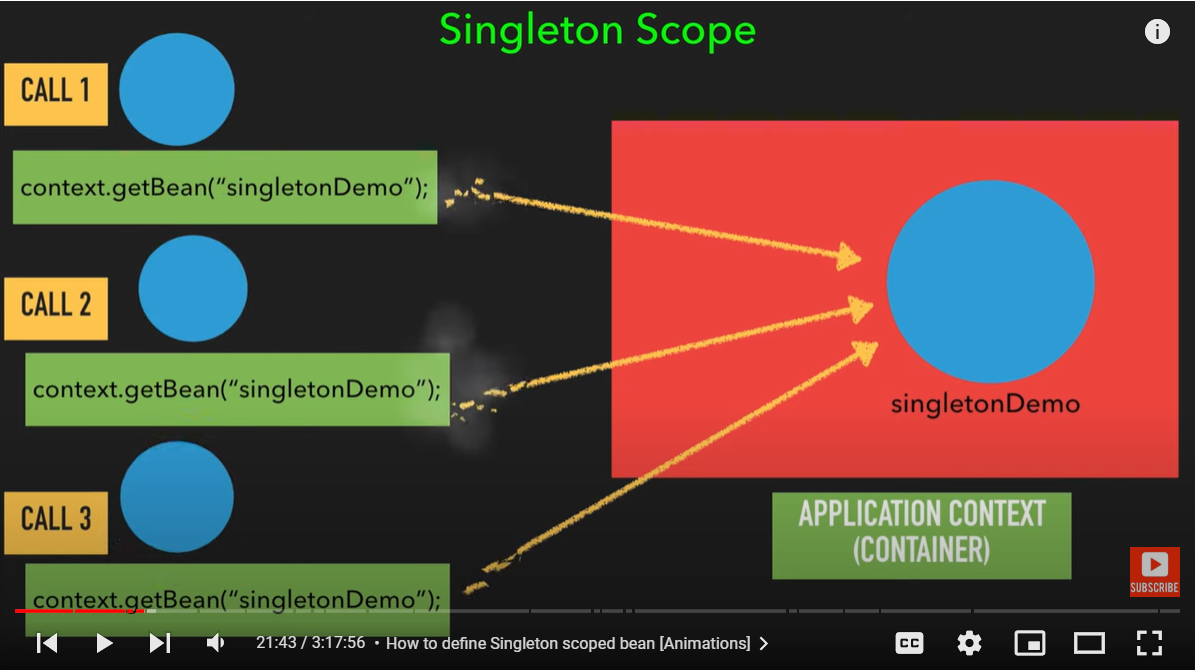 Singleton Scope
CALL 1
context.getBean(“singletonDemo”);
CALL 2
context.getBean(“singletonDemo”);
CALL 3
context.getBean(“singletonDemo”);
singletonDemo
APPLICATION CONTEXT
(CONTAINER)
SUBSCRIBE
21:43 / 3:17:56 • How to define Singleton scoped bean [Animations]
CC